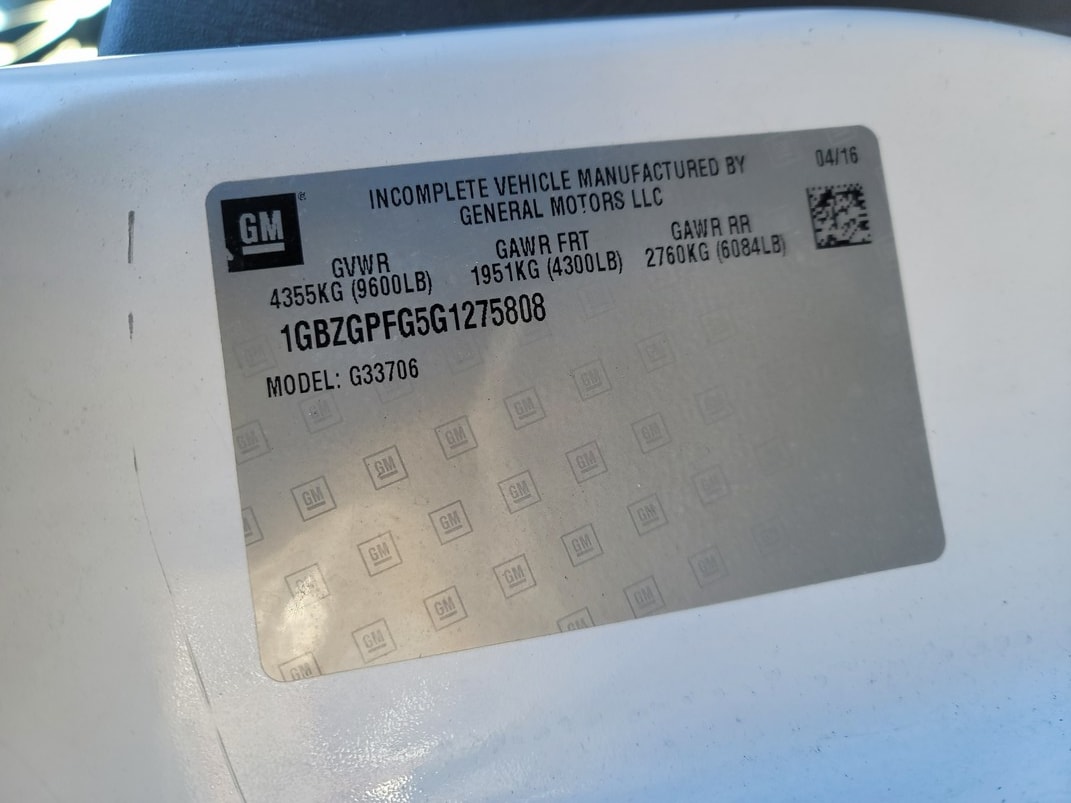 GM
INCOMPLETE VEHICLE MANUFACTURED BY
GENERAL MOTORS LLC
04/16
GVWR
4355KG (9600LB)
GAWR FRT
1951KG (4300LB)
GAWR RR
2760KG (6084LB)
1GBZGPFG5G1275808
MODEL: G33706